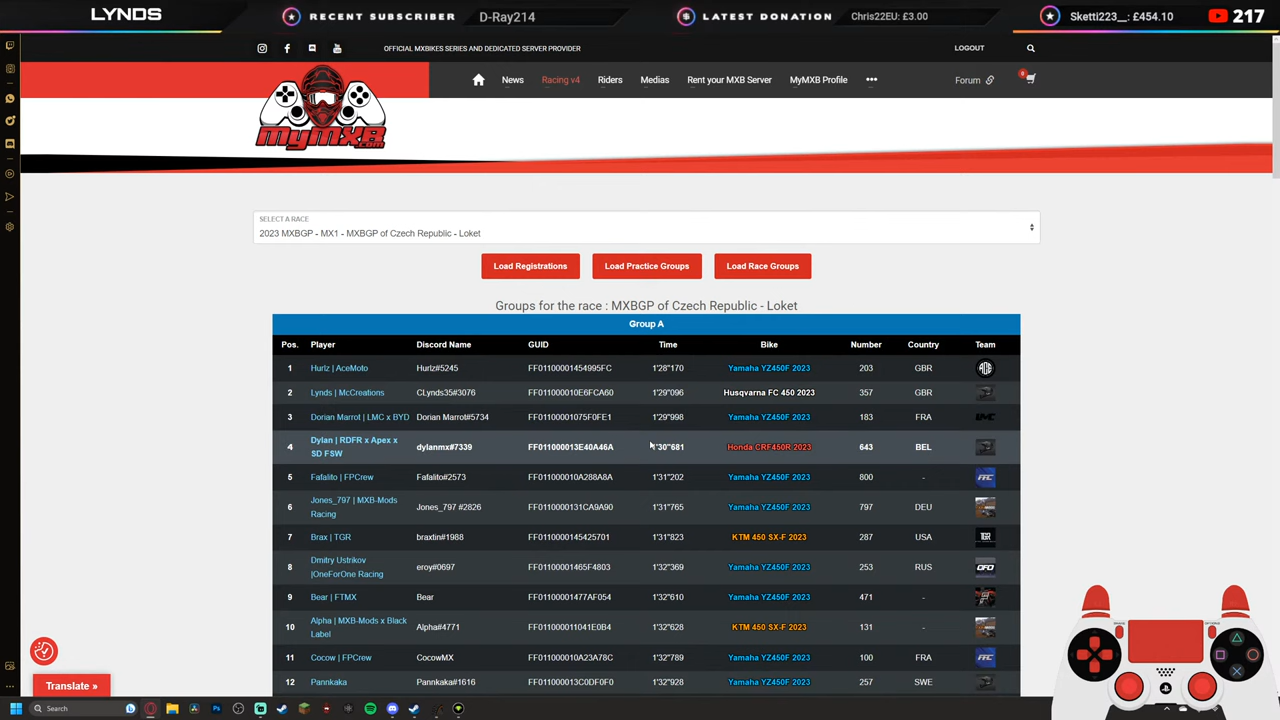 LYNDS
RECENT SUBSCRIBER D-Ray214
LATEST DONATION Chris22EU: £3.00
Sketti223__: £454.10
217
OFFICIAL MXBIKES SERIES AND DEDICATED SERVER PROVIDER
LOGOUT
MyMXB.com
News Racing v4 Riders Medias Rent your MXB Server MyMXB Profile ••• Forum
SELECT A RACE
2023 MXBGP - MX1 - MXBGP of Czech Republic - Loket
Load Registrations Load Practice Groups Load Race Groups
Groups for the race : MXBGP of Czech Republic - Loket
Group A
Pos. Player Discord Name GUID Time Bike Number Country Team
1 Hurlz | AceMoto Hurlz#5245 FF01100001454995FC 1'28"170 Yamaha YZ450F 2023 203 GBR
2 Lynds | McCreations CLynds35#3076 FF011000010E6FCA60 1'29"096 Husqvarna FC 450 2023 357 GBR
3 Dorian Marrot | LMC x BYD Dorian Marrot#5734 FF01100001075F0FE1 1'29"998 Yamaha YZ450F 2023 183 FRA
4 Dylan | RDFR x Apex x SD FSW dylanmx#7339 FF011000013E40A46A 1'30"681 Honda CRF450R 2023 643 BEL
5 Fafalito | FPCrew Fafalito#2573 FF011000010A288A8A 1'31"202 Yamaha YZ450F 2023 800 -
6 Jones_797 | MXB-Mods Racing Jones_797 #2826 FF0110000131CA9A90 1'31"765 Yamaha YZ450F 2023 797 DEU
7 Brax | TGR braxtin#1988 FF0110000145425701 1'31"823 KTM 450 SX-F 2023 287 USA TGR
8 Dmitry Ustrikov |OneForOne Racing eroy#0697 FF01100001465F4803 1'32"369 Yamaha YZ450F 2023 253 RUS OFO
9 Bear | FTMX Bear FF01100001477AF054 1'32"610 Yamaha YZ450F 2023 471 -
10 Alpha | MXB-Mods x Black Label Alpha#4771 FF011000011041E0B4 1'32"628 KTM 450 SX-F 2023 131 -
11 Cocow | FPCrew CocowMX FF011000010A23A78C 1'32"789 Yamaha YZ450F 2023 100 FRA
12 Pannkaka Pannkaka#1916 FF011000013C0DF0F0 1'32"928 Yamaha YZ450F 2023 257 SWE
Translate »
Search